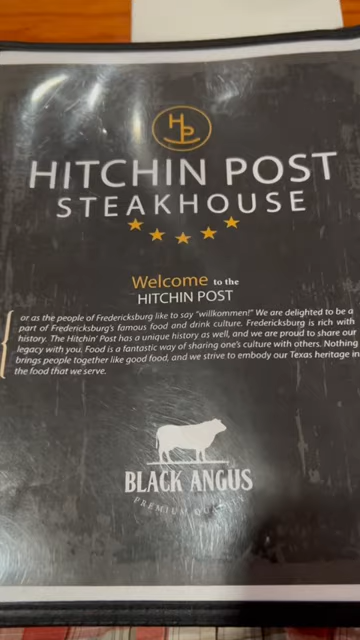 HP
HITCHIN POST
STEAKHOUSE
Welcome to the
HITCHIN POST
or as the people of Fredericksburg like to say "willkommen!" We are delighted to be a
part of Fredericksburg's famous food and drink culture. Fredericksburg is rich with
history. The Hitchin' Post has a unique history as well, and we are proud to share our
legacy with you. Food is a fantastic way of sharing one's culture with others. Nothing
brings people together like good food, and we strive to embody our Texas heritage in
the food that we serve.
BLACK ANGUS
PREMIUM